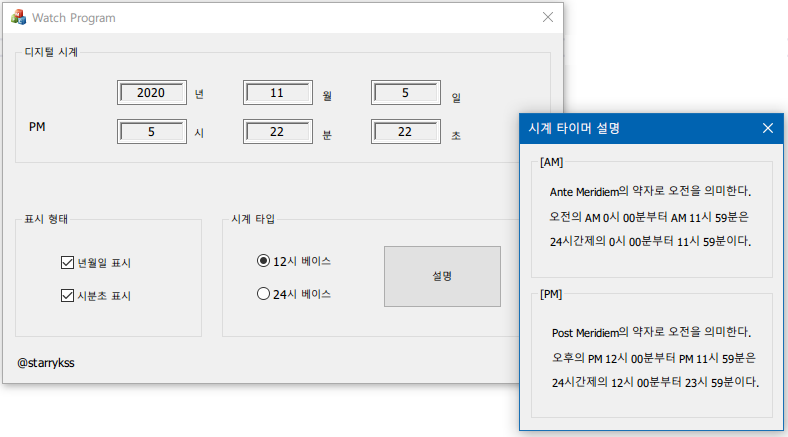 Watch Program
디지털 시계
2020 년 11 월 5 일
PM 5 시 22 분 22 초
표시 형태
년월일 표시
시분초 표시
시계 타입
12시 베이스
24시 베이스
설명
@starrykss
시계 타이머 설명
[AM]
Ante Meridiem의 약자로 오전을 의미한다.
오전의 AM 0시 00분부터 AM 11시 59분은
24시간제의 0시 00분부터 11시 59분이다.
[PM]
Post Meridiem의 약자로 오전을 의미한다.
오후의 PM 12시 00분부터 PM 11시 59분은
24시간제의 12시 00분부터 23시 59분이다.